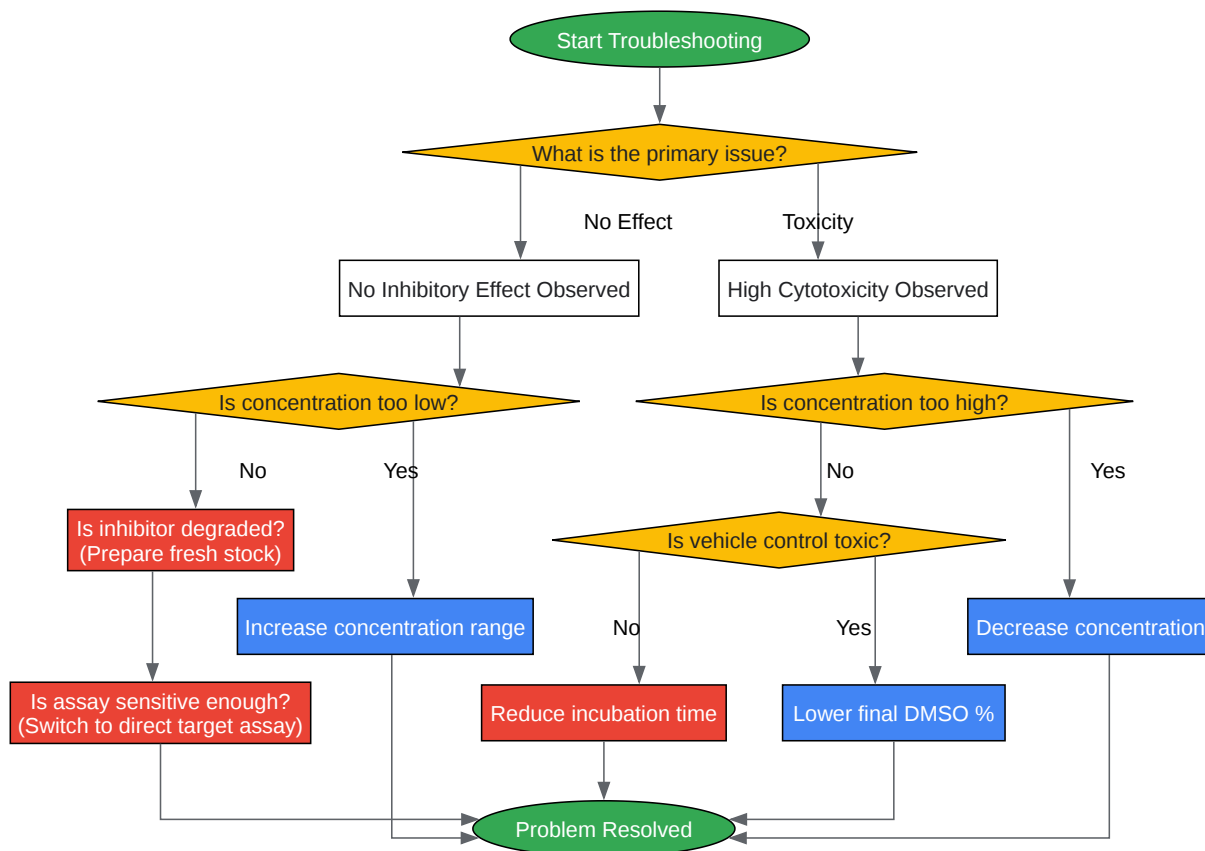 Start Troubleshooting
What is the primary issue?
No Effect
Toxicity
No Inhibitory Effect Observed
High Cytotoxicity Observed
Is concentration too low?
Is concentration too high?
No
Yes
No
Yes
Is inhibitor degraded?
(Prepare fresh stock)
Is vehicle control toxic?
Increase concentration range
No
Yes
Decrease concentration
Is assay sensitive enough?
(Switch to direct target assay)
Reduce incubation time
Lower final DMSO %
Problem Resolved